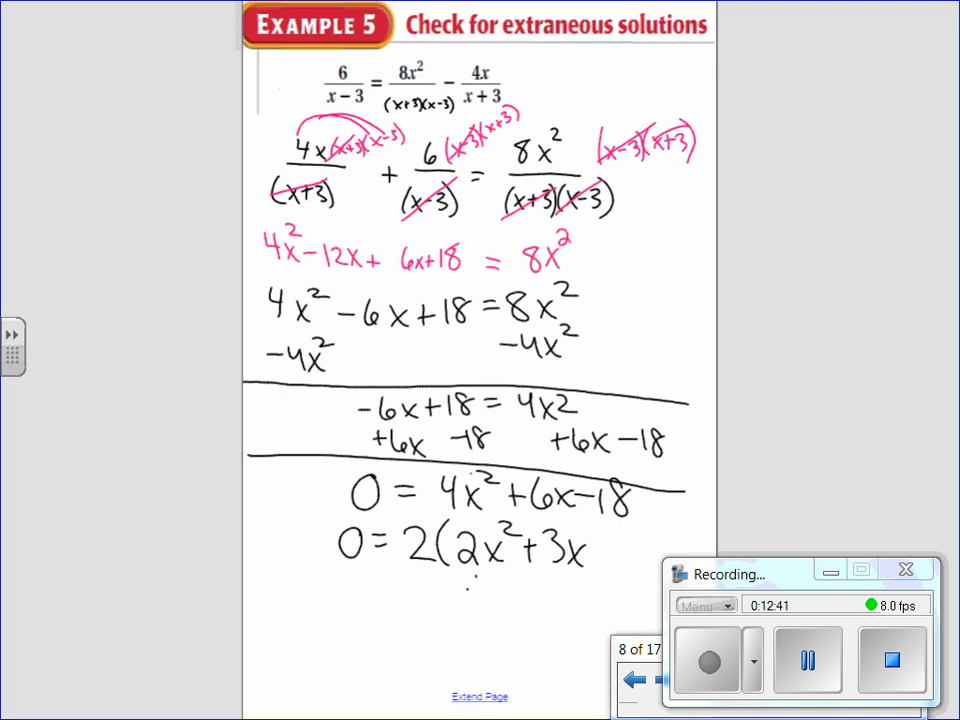 EXAMPLE 5 Check for extraneous solutions
6/(x − 3) = 8x²/((x+3)(x-3)) − 4x/(x + 3)
4x(x+3)(x-3)/(x+3) + 6(x-3)(x+3)/(x-3) = 8x²/((x+3)(x-3)) (x-3)(x+3)
4x² - 12x + 6x+18 = 8x²
4x² - 6x + 18 = 8x²
-4x² -4x²
-6x + 18 = 4x2
+6x -18 +6x -18
0 = 4x² + 6x - 18
0 = 2(2x² + 3x
Recording...
Menu
0:12:41
8.0 fps
8 of 17
Extend Page